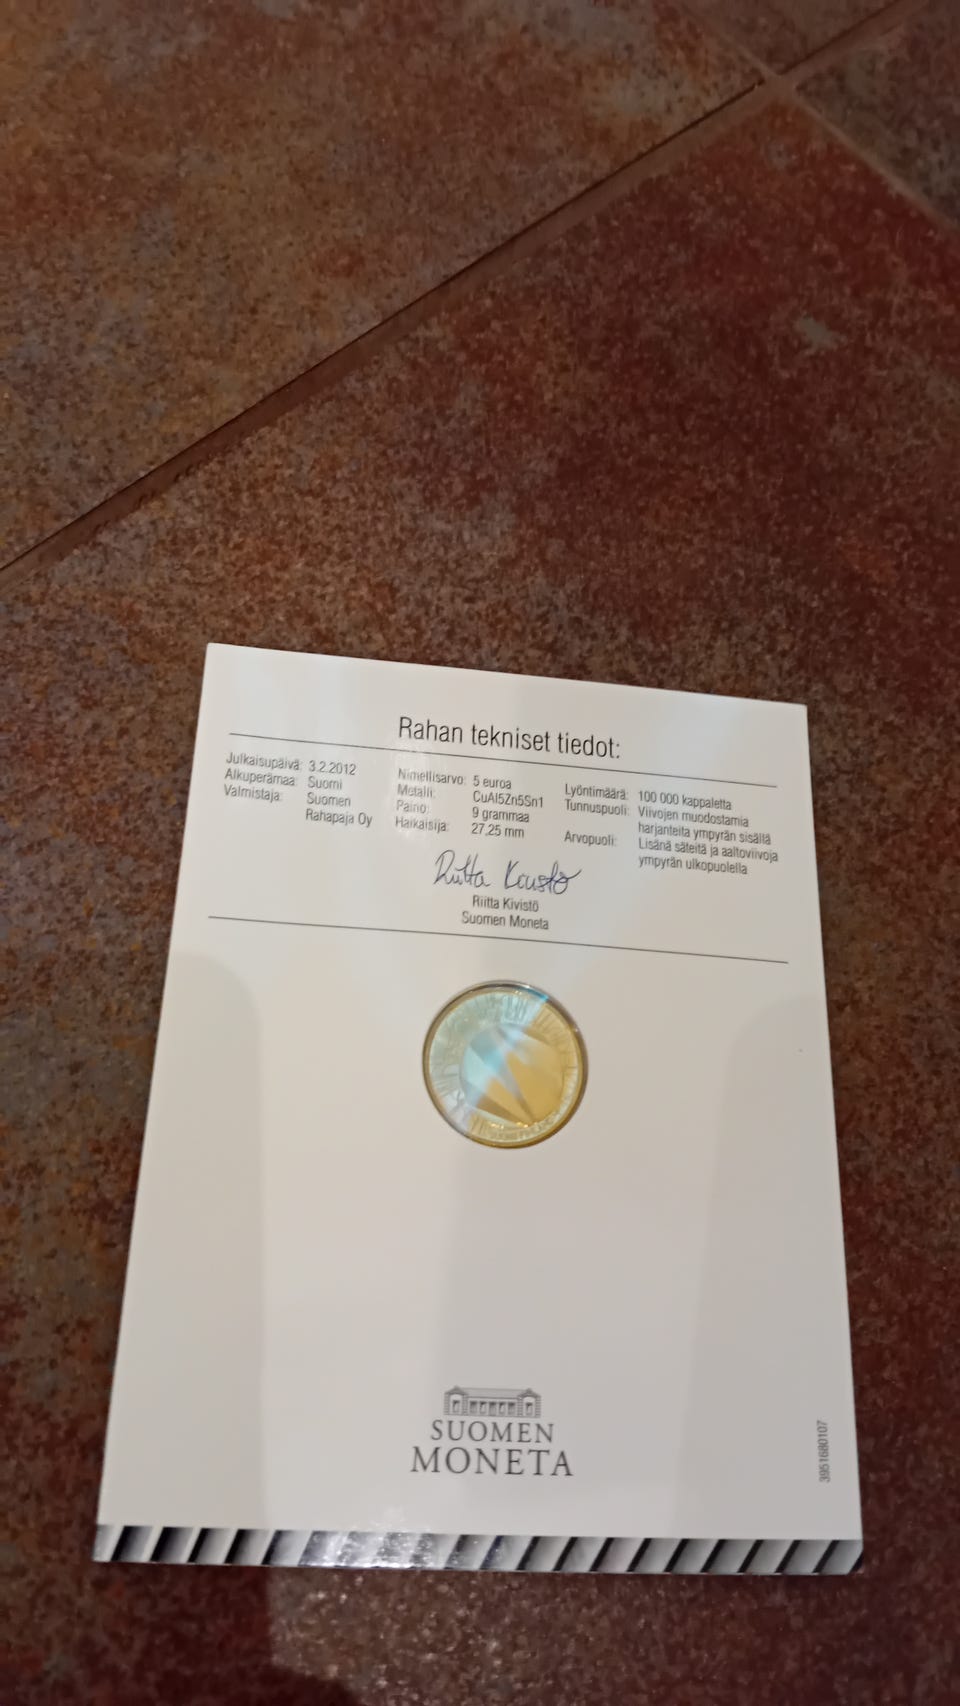 Rahan tekniset tiedot:
Julkaisupäivä: 3.2.2012
Alkuperämaa: Suomi
Valmistaja: Suomen
Rahapaja Oy
Nimellisarvo: 5 euroa
Metalli: CuAl5Zn5Sn1
Paino: 9 grammaa
Halkaisija: 27,25 mm
Lyöntimäärä: 100 000 kappaletta
Tunnuspuoli: Viivojen muodostamia
harjanteita ympyrän sisällä
Arvopuoli: Lisänä säteitä ja aaltoviivoja
ympyrän ulkopuolella
Riitta Kivistö
Riitta Kivistö
Suomen Moneta
SUOMEN
MONETA
3951680107